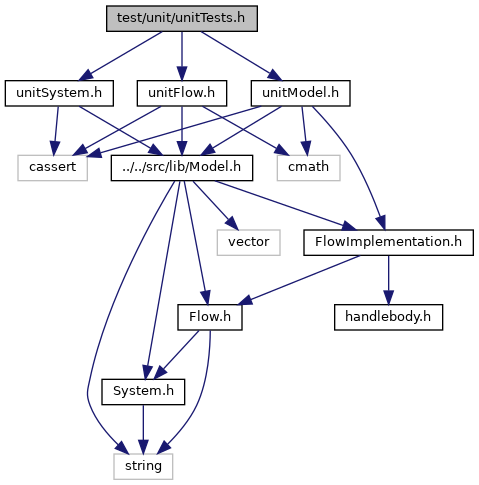 test/unit/unitTests.h
unitSystem.h
unitFlow.h
unitModel.h
cassert
../../src/lib/Model.h
cmath
vector
FlowImplementation.h
Flow.h
handlebody.h
System.h
string